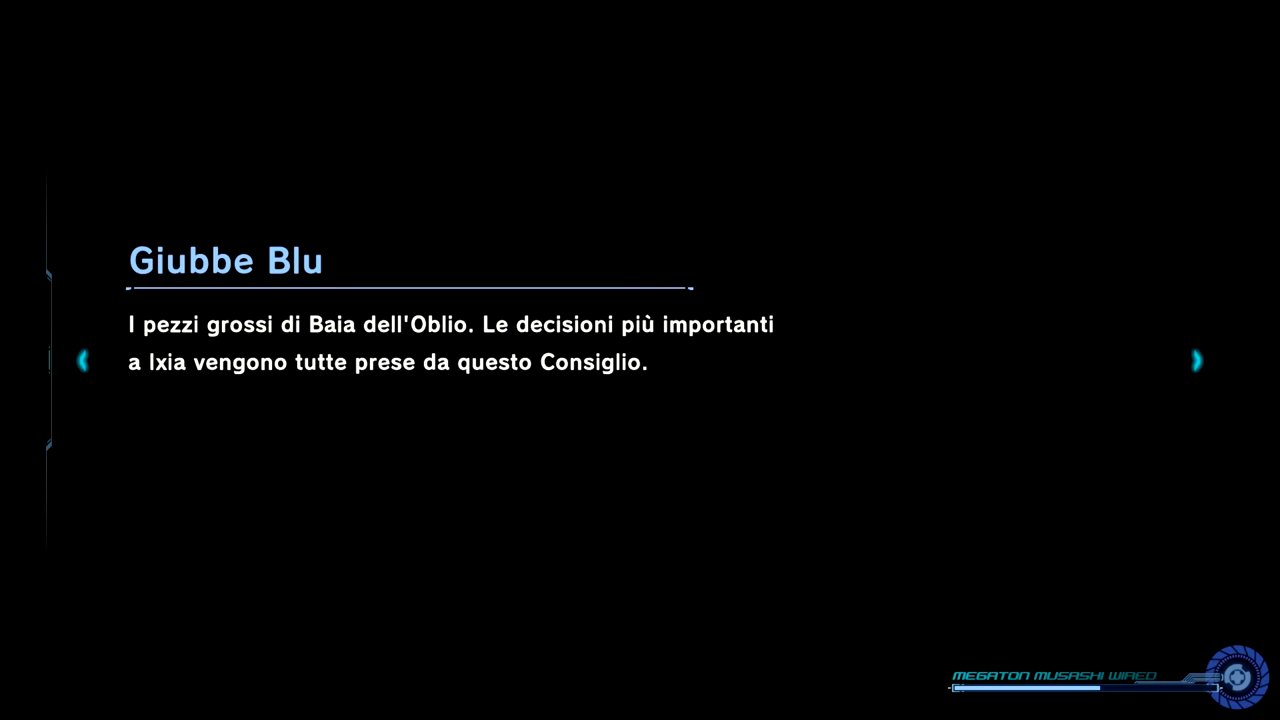 Giubbe Blu
I pezzi grossi di Baia dell'Oblio. Le decisioni più importanti
a Ixia vengono tutte prese da questo Consiglio.
MEGATON MUSASHI WIRED